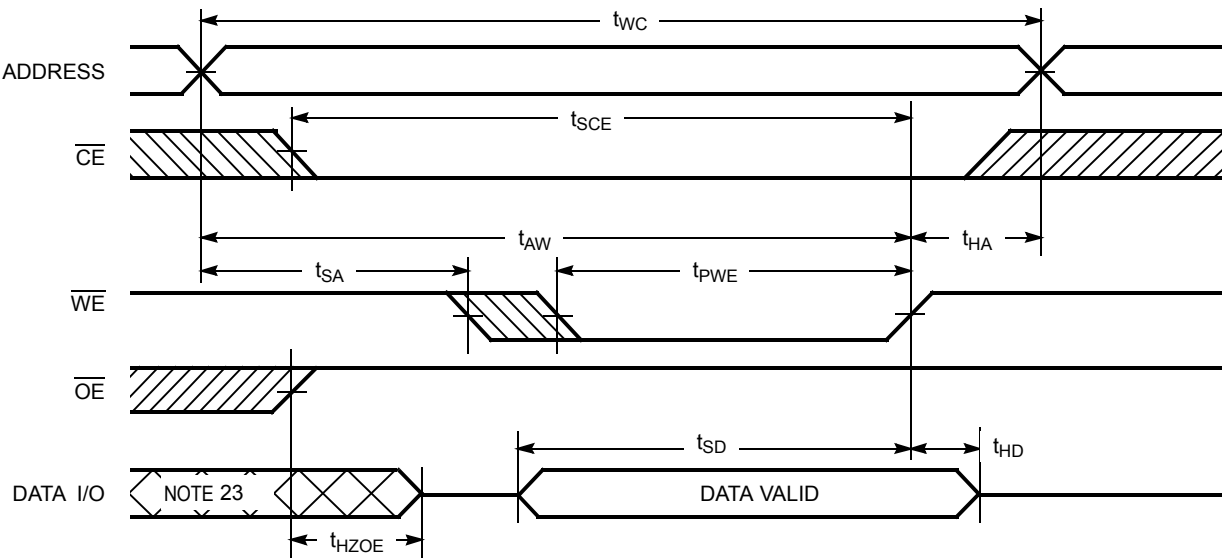 tWC
ADDRESS
tSCE
CE
tAW
tHA
tSA
tPWE
WE
OE
tSD
tHD
DATA I/O
NOTE 23
DATA VALID
tHZOE